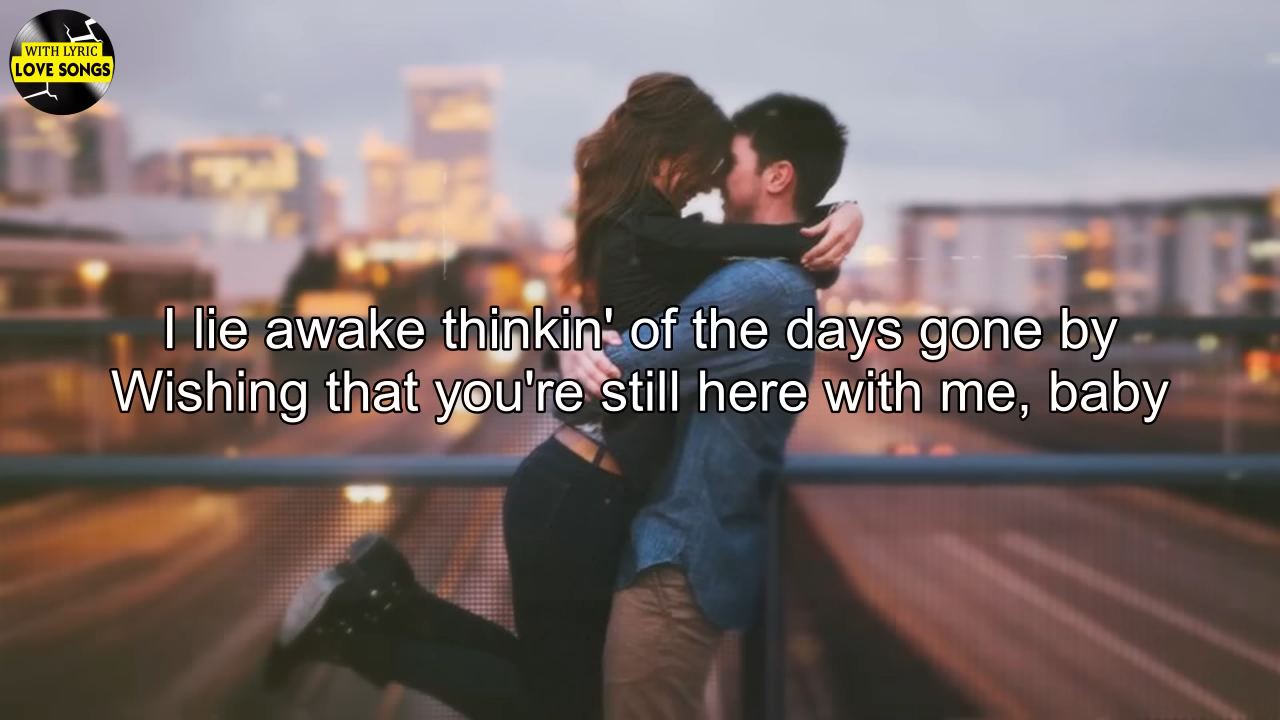 WITH LYRIC
LOVE SONGS
I lie awake thinkin' of the days gone by
Wishing that you're still here with me, baby